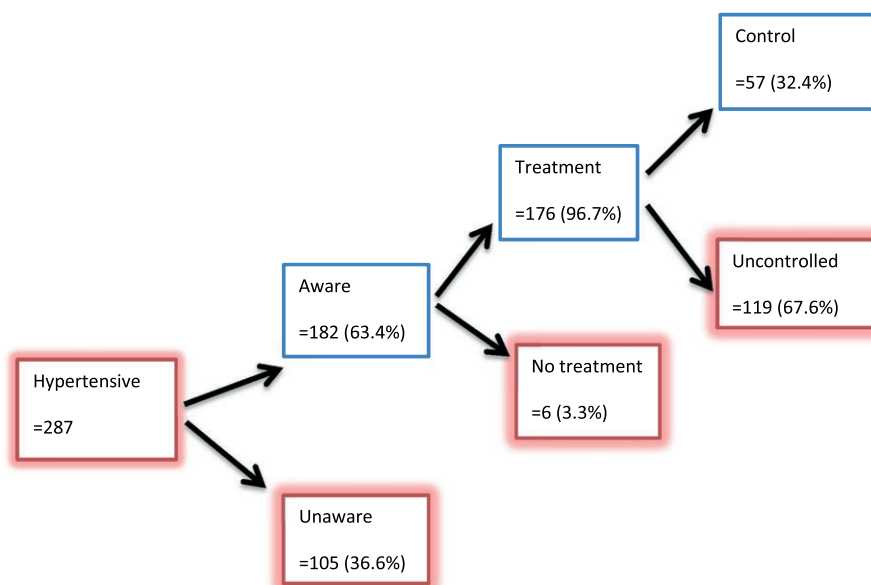 Control
=57 (32.4%)
Treatment
=176 (96.7%)
Uncontrolled
=119 (67.6%)
Aware
=182 (63.4%)
No treatment
=6 (3.3%)
Hypertensive
=287
Unaware
=105 (36.6%)